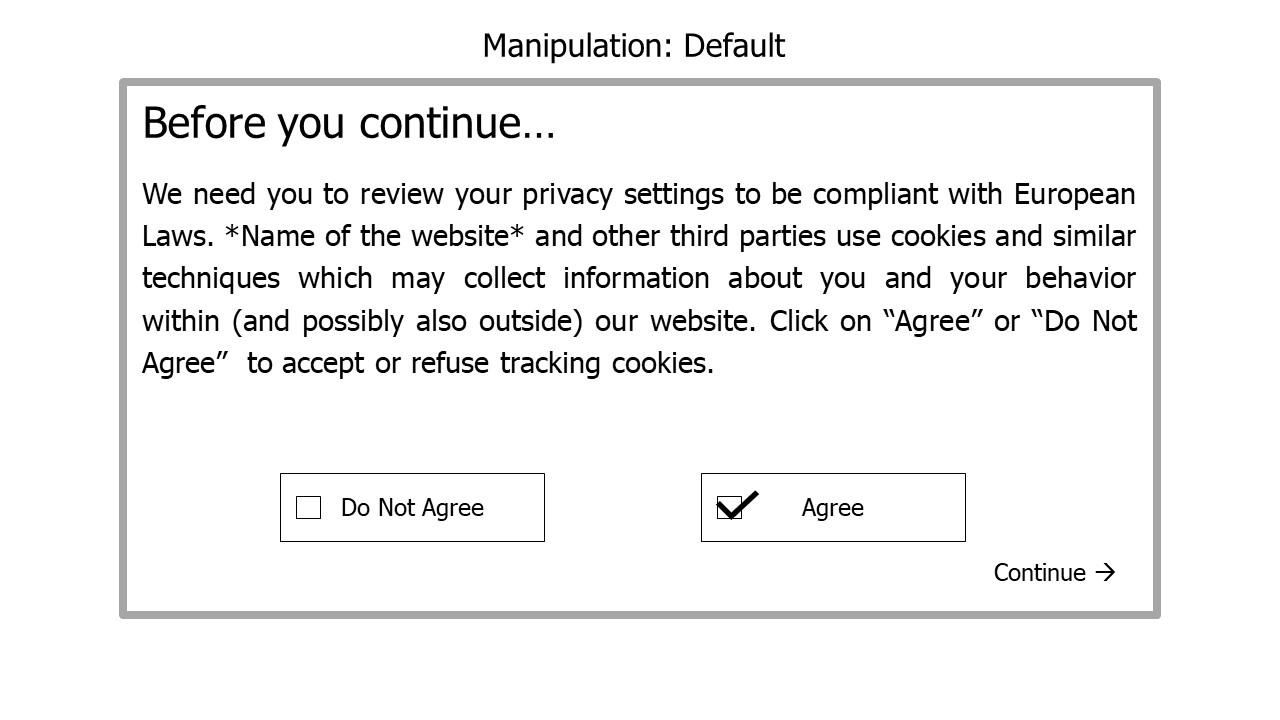 Manipulation: Default
Before you continue…
We need you to review your privacy settings to be compliant with European
Laws. *Name of the website* and other third parties use cookies and similar
techniques which may collect information about you and your behavior
within (and possibly also outside) our website. Click on “Agree” or “Do Not
Agree”  to accept or refuse tracking cookies.
Do Not Agree
Agree
Continue →